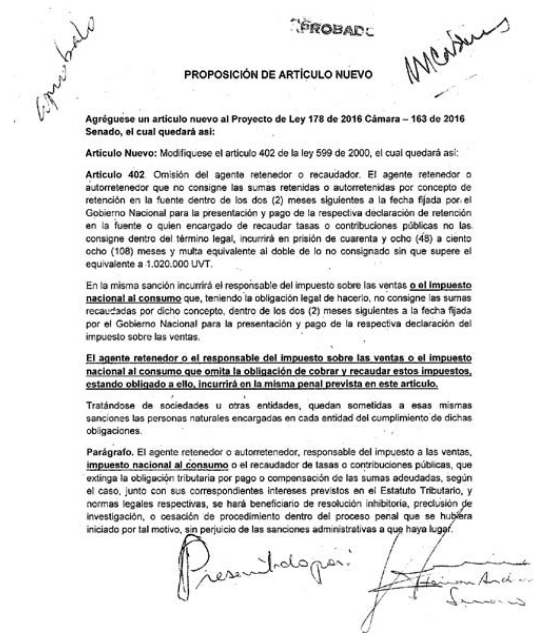 Aprobado
APROBADO
PROPOSICIÓN DE ARTÍCULO NUEVO
Agréguese un articulo nuevo al Proyecto de Ley 178 de 2016 Cámara – 163 de 2016
Senado, el cual quedará asi:
Articulo Nuevo: Modifiquese el articulo 402 de la ley 599 de 2000, el cual quedará asi:
Articulo 402. Omisión del agente retenedor o recaudador. El agente retenedor o
autorretenedor que no consigne las sumas retenidas o autorretenidas por concepto de
retención en la fuente dentro de los dos (2) meses siguientes a la fecha fijada por el
Gobierno Nacional para la presentación y pago de la respectiva declaración de retención
en la fuente o quien encargado de recaudar tasas o contribuciones públicas no las
consigne dentro del término legal, incurrirá en prisión de cuarenta y ocho (48) a ciento
ocho (108) meses y multa equivalente al doble de lo no consignado sin que supere el
equivalente a 1.020.000 UVT.
En la misma sanción incurrirá el responsable del impuesto sobre las ventas o el impuesto
nacional al consumo que, teniendo la obligación legal de hacerlo, no consigne las sumas
recaudadas por dicho concepto, dentro de los dos (2) meses siguientes a la fecha fijada
por el Gobierno Nacional para la presentación y pago de la respectiva declaración del
impuesto sobre las ventas.
El agente retenedor o el responsable del impuesto sobre las ventas o el impuesto
nacional al consumo que omita la obligación de cobrar y recaudar estos impuestos,
estando obligado a ello, incurrirá en la misma penal prevista en este artículo.
Tratándose de sociedades u otras entidades, quedan sometidas a esas mismas
sanciones las personas naturales encargadas en cada entidad del cumplimiento de dichas
obligaciones.
Parágrafo. El agente retenedor o autorretenedor, responsable del impuesto a las ventas,
impuesto nacional al consumo o el recaudador de tasas o contribuciones públicas, que
extinga la obligación tributaria por pago o compensación de las sumas adeudadas, según
el caso, junto con sus correspondientes intereses previstos en el Estatuto Tributario, y
normas legales respectivas, se hará beneficiario de resolución inhibitoria, preclusión de
investigación, o cesación de procedimiento dentro del proceso penal que se hubiera
iniciado por tal motivo, sin perjuicio de las sanciones administrativas a que haya lugar.
Presentado por: